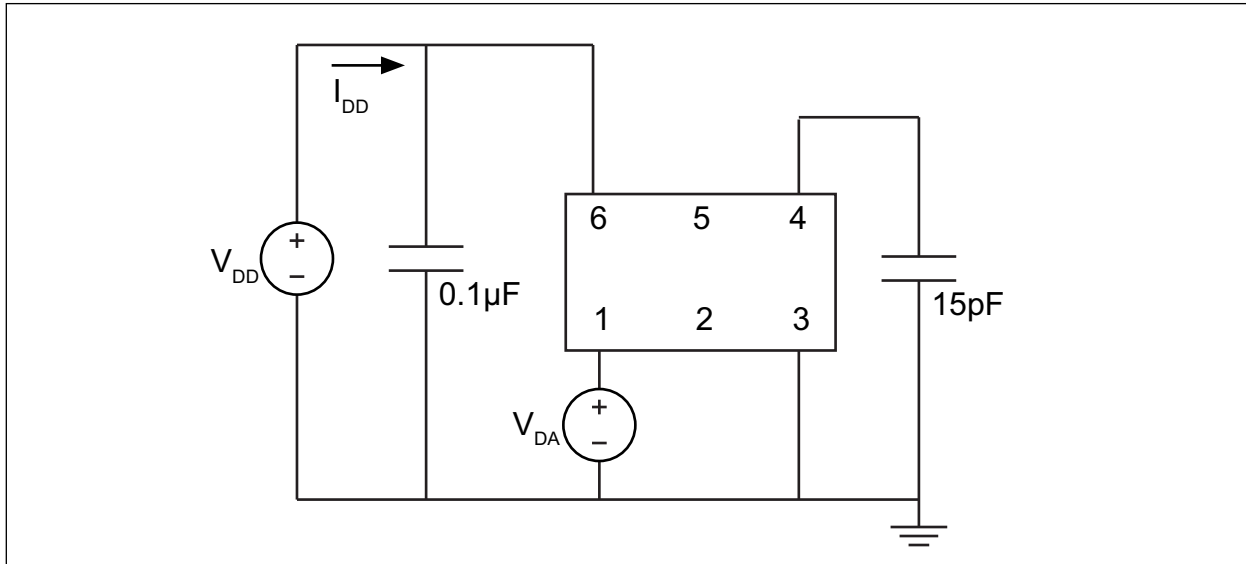 I_DD
6 5 4
V_DD
+
−
0.1µF
1 2 3
15pF
V_DA
+
−